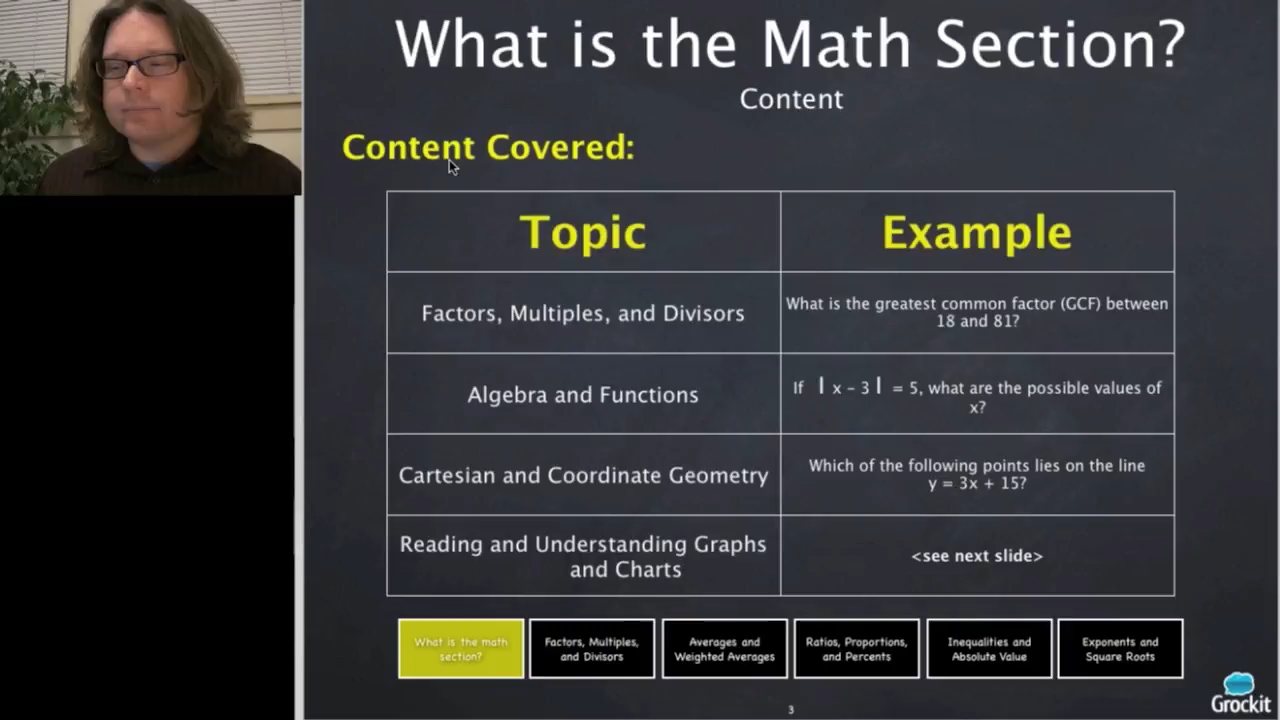 What is the Math Section?
Content
Content Covered:
Topic
Example
Factors, Multiples, and Divisors
What is the greatest common factor (GCF) between
18 and 81?
Algebra and Functions
If | x – 3 | = 5, what are the possible values of
x?
Cartesian and Coordinate Geometry
Which of the following points lies on the line
y = 3x + 15?
Reading and Understanding Graphs
and Charts
<see next slide>
What is the math
section?
Factors, Multiples,
and Divisors
Averages and
Weighted Averages
Ratios, Proportions,
and Percents
Inequalities and
Absolute Value
Exponents and
Square Roots
3
Grockit